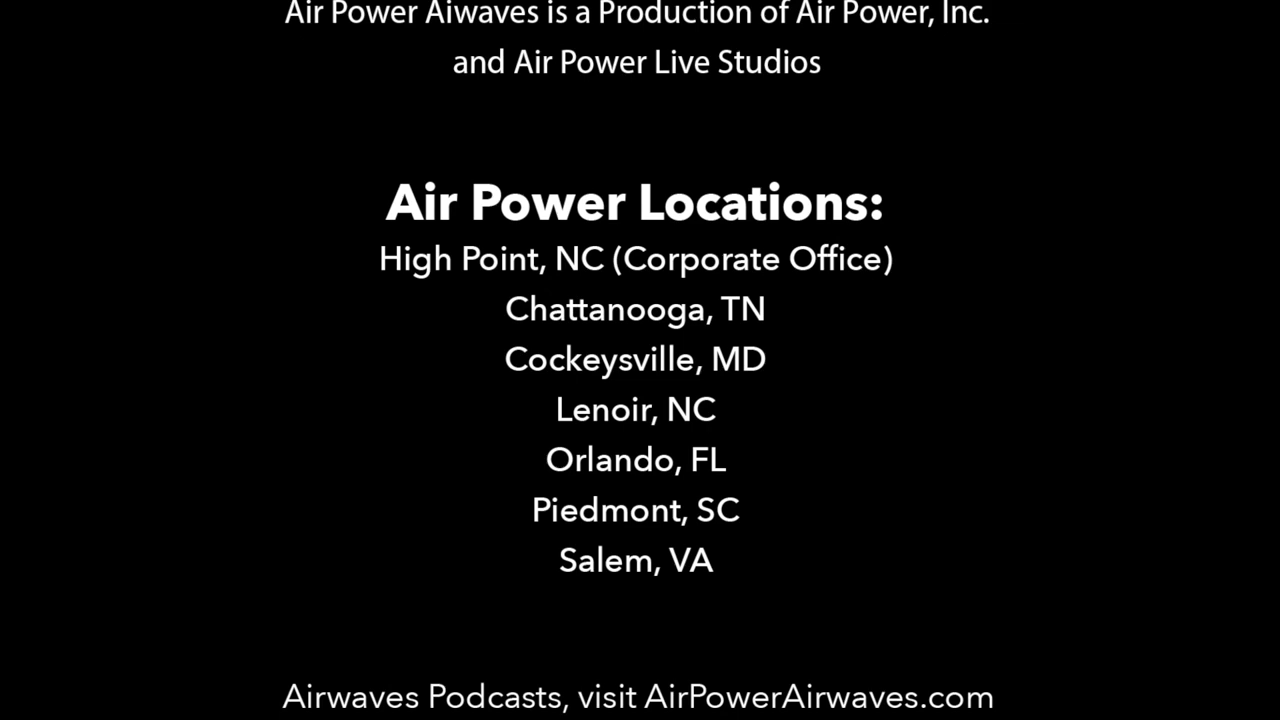 Air Power Aiwaves is a Production of Air Power, Inc.
and Air Power Live Studios
Air Power Locations:
High Point, NC (Corporate Office)
Chattanooga, TN
Cockeysville, MD
Lenoir, NC
Orlando, FL
Piedmont, SC
Salem, VA
Airwaves Podcasts, visit AirPowerAirwaves.com